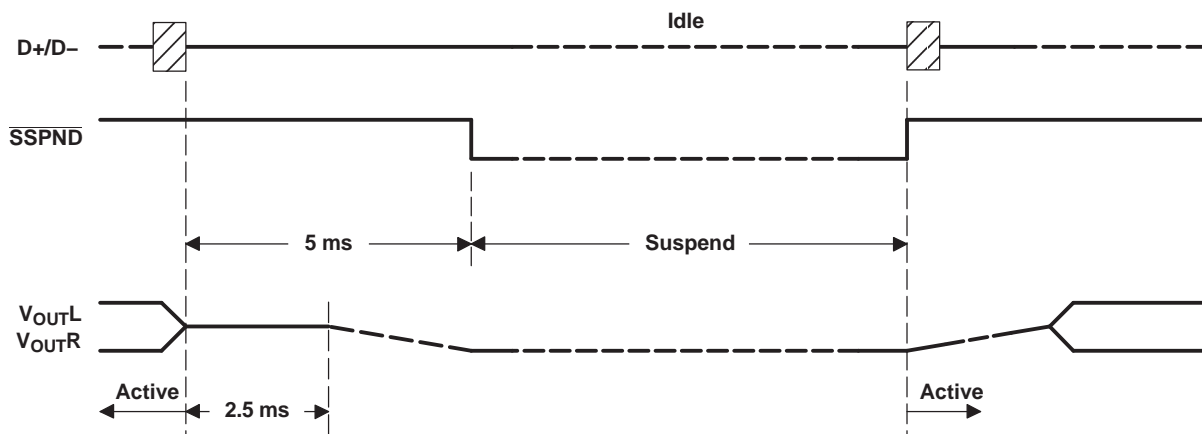 Idle
D+/D–
SSPND
5 ms
Suspend
VOUTL
VOUTR
Active
2.5 ms
Active